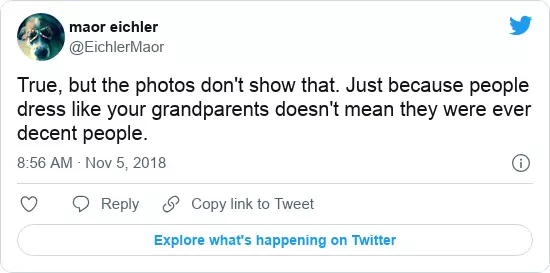 maor eichler
@EichlerMaor
True, but the photos don't show that. Just because people
dress like your grandparents doesn't mean they were ever
decent people.
8:56 AM · Nov 5, 2018
Reply
Copy link to Tweet
Explore what's happening on Twitter